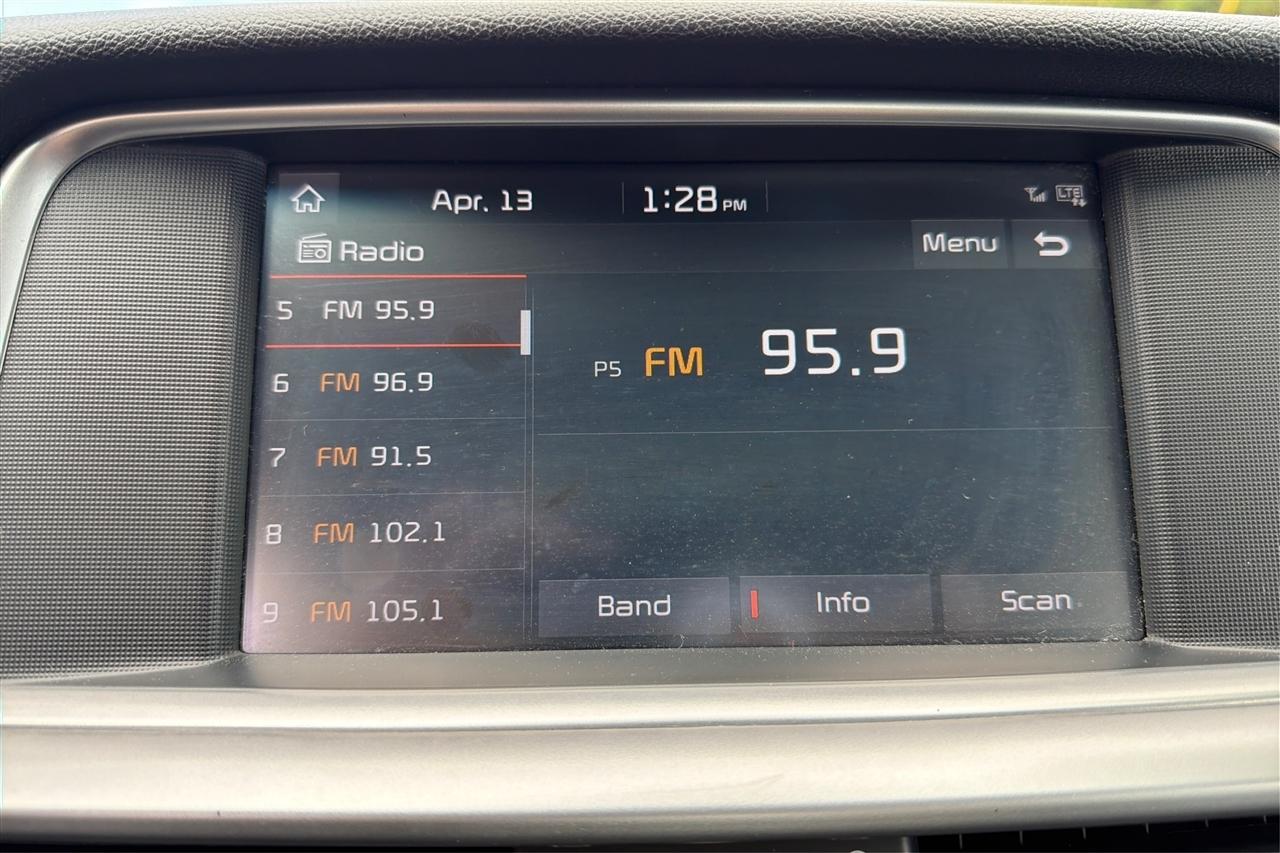 Apr. 13 1:28 PM LTE
Radio Menu
5 FM 95.9
6 FM 96.9
7 FM 91.5
8 FM 102.1
9 FM 105.1
P5 FM 95.9
Band Info Scan